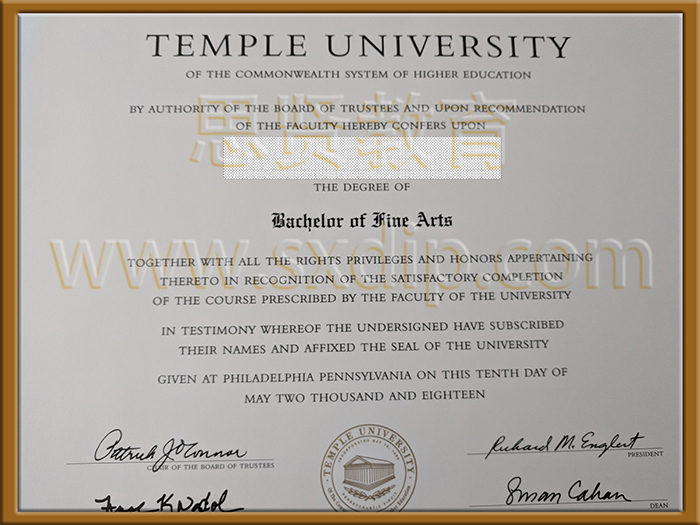 TEMPLE UNIVERSITY
OF THE COMMONWEALTH SYSTEM OF HIGHER EDUCATION
BY AUTHORITY OF THE BOARD OF TRUSTEES AND UPON RECOMMENDATION
OF THE FACULTY HEREBY CONFERS UPON
思贤教育
THE DEGREE OF
Bachelor of Fine Arts
www.sxdip.com
TOGETHER WITH ALL THE RIGHTS PRIVILEGES AND HONORS APPERTAINING
THERETO IN RECOGNITION OF THE SATISFACTORY COMPLETION
OF THE COURSE PRESCRIBED BY THE FACULTY OF THE UNIVERSITY
IN TESTIMONY WHEREOF THE UNDERSIGNED HAVE SUBSCRIBED
THEIR NAMES AND AFFIXED THE SEAL OF THE UNIVERSITY
GIVEN AT PHILADELPHIA PENNSYLVANIA ON THIS TENTH DAY OF
MAY TWO THOUSAND AND EIGHTEEN
Patrick J O'Connor
CHAIR OF THE BOARD OF TRUSTEES
TEMPLE UNIVERSITY
Richard M. Englert
PRESIDENT
Susan Cahan
DEAN